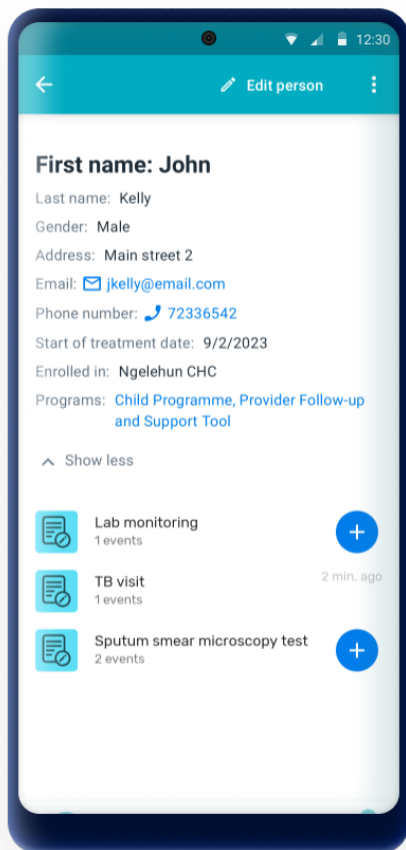 12:30
Edit person
First name: John
Last name: Kelly
Gender: Male
Address: Main street 2
Email: jkelly@email.com
Phone number: 72336542
Start of treatment date: 9/2/2023
Enrolled in: Ngelehun CHC
Programs: Child Programme, Provider Follow-up
and Support Tool
Show less
Lab monitoring
1 events
TB visit
2 min. ago
1 events
Sputum smear microscopy test
2 events